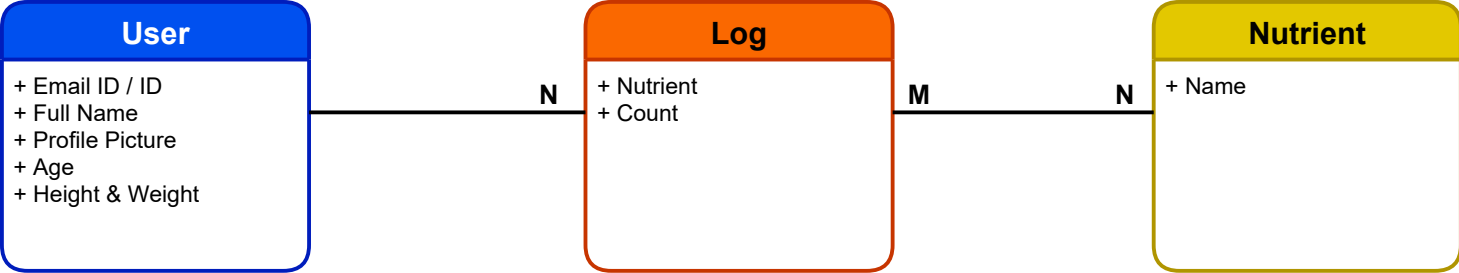 User
+ Email ID / ID
+ Full Name
+ Profile Picture
+ Age
+ Height & Weight
N
Log
+ Nutrient
+ Count
M
N
Nutrient
+ Name